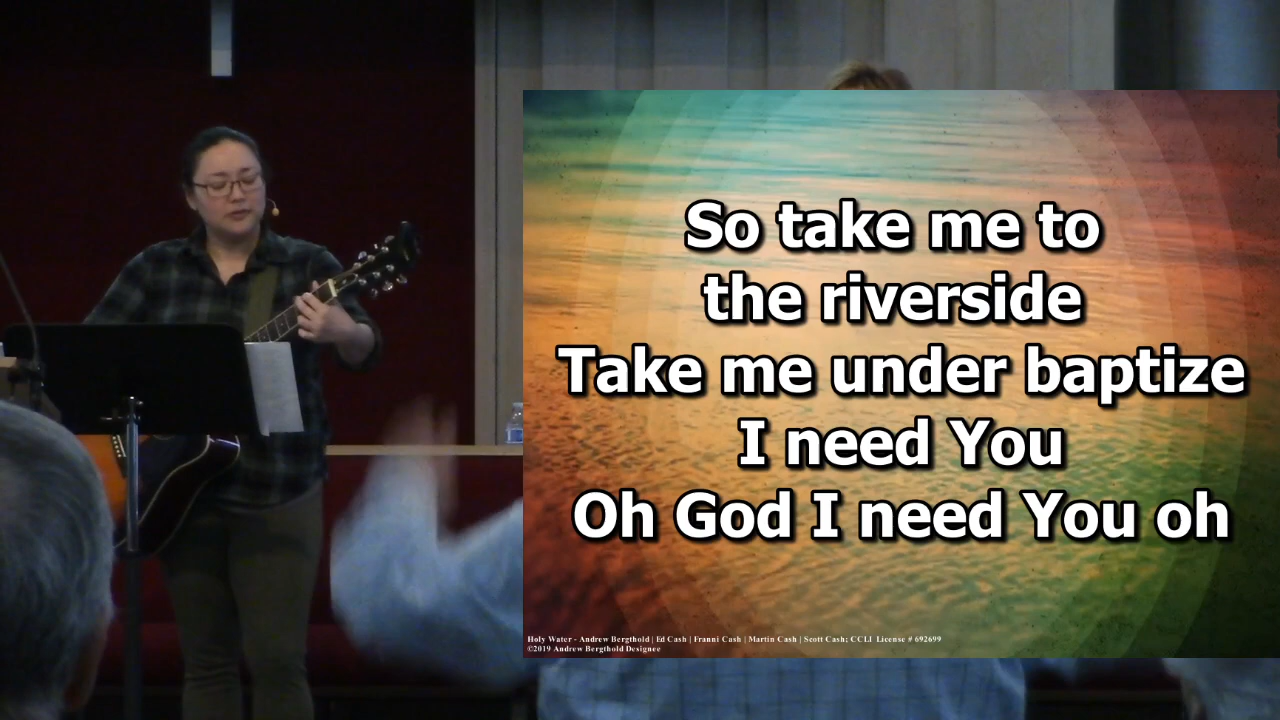 So take me to
the riverside
Take me under baptize
I need You
Oh God I need You oh
Holy Water - Andrew Bergthold | Ed Cash | Franni Cash | Martin Cash | Scott Cash; CCLI License # 692699
©2019 Andrew Bergthold Designee